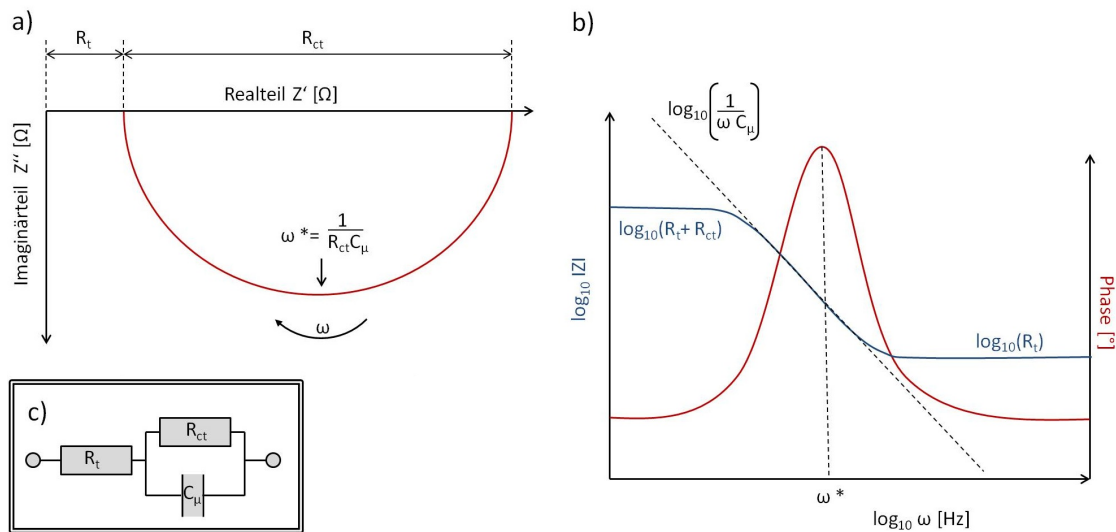 a)
R_t
R_ct
Realteil Z‘ [Ω]
Imaginärteil Z‘‘ [Ω]
ω *= 1/(R_ct C_μ)
ω
b)
log₁₀(1/(ω C_μ))
log₁₀(R_t+ R_ct)
log₁₀ |Z|
log₁₀(R_t)
Phase [°]
ω *
log₁₀ ω [Hz]
c)
R_t
R_ct
C_μ